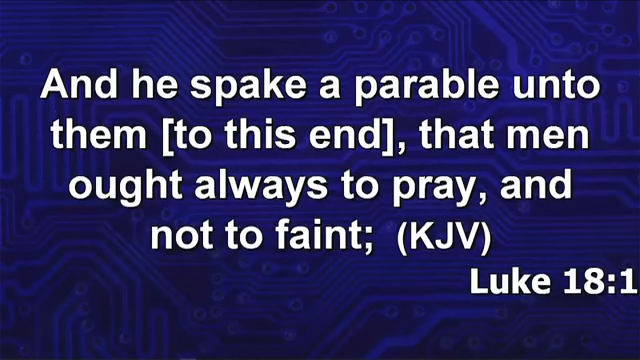 And he spake a parable unto
them [to this end], that men
ought always to pray, and
not to faint; (KJV)
Luke 18:1